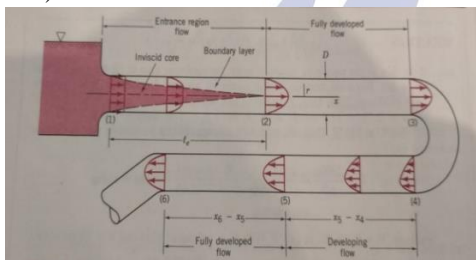 Entrance region
flow
Fully developed
flow
Inviscid core
Boundary layer
D
r
x
(1)
(2)
(3)
ℓe
(6)
(5)
(4)
x6 − x5
x5 − x4
Fully developed
flow
Developing
flow